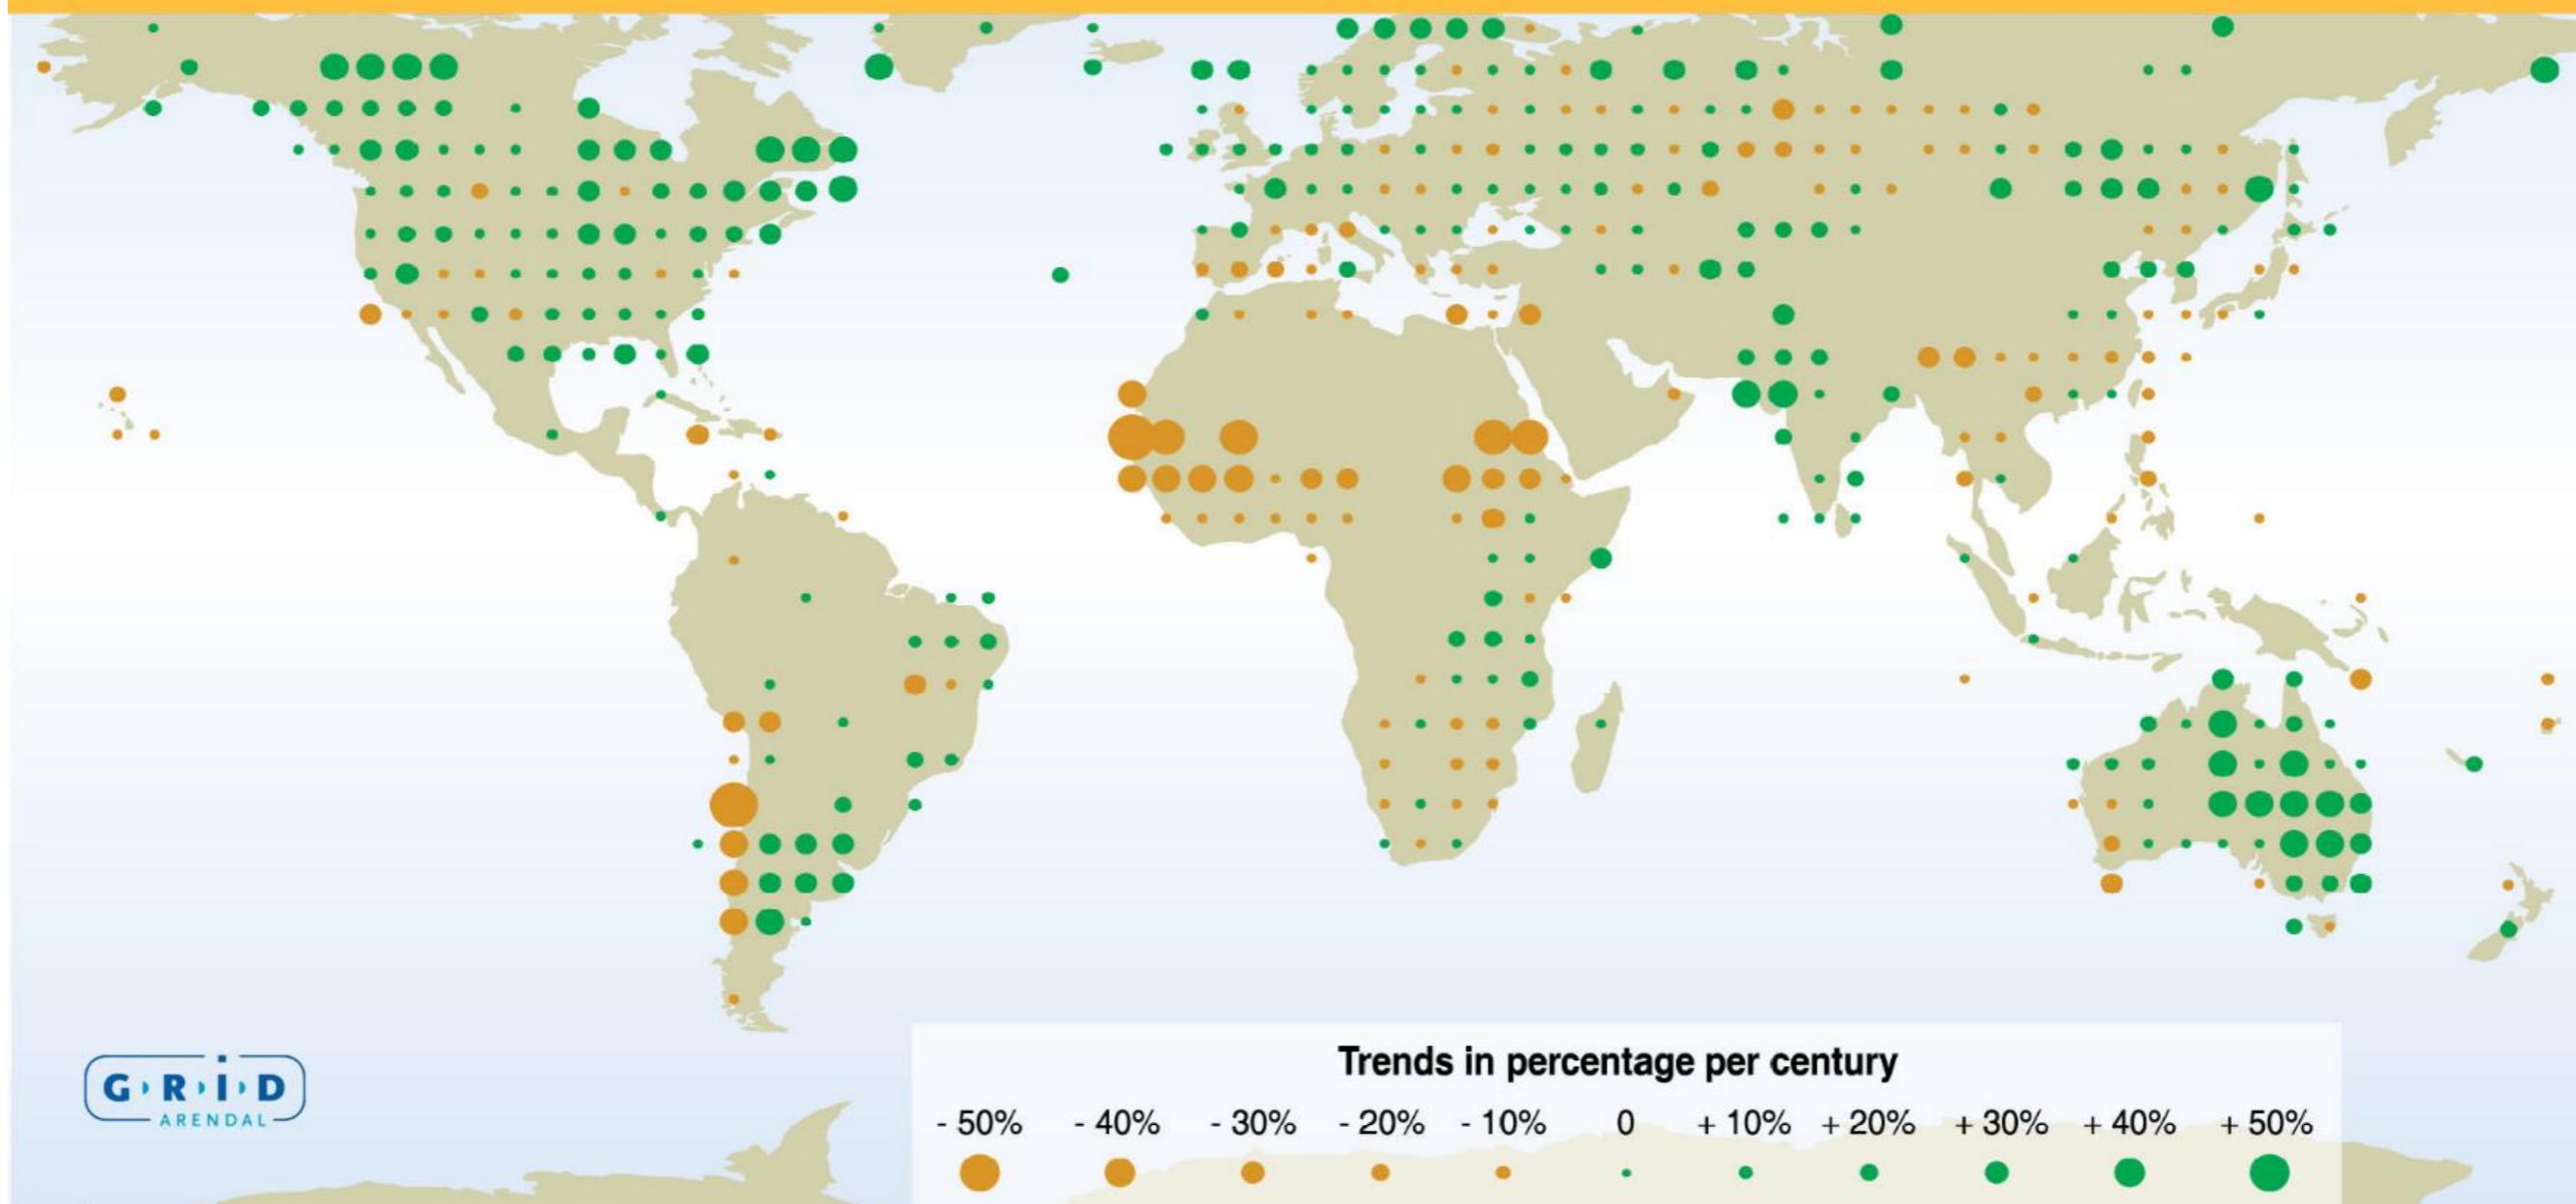 G R i D
ARENDAL
Trends in percentage per century
- 50% - 40% - 30% - 20% - 10% 0 + 10% + 20% + 30% + 40% + 50%